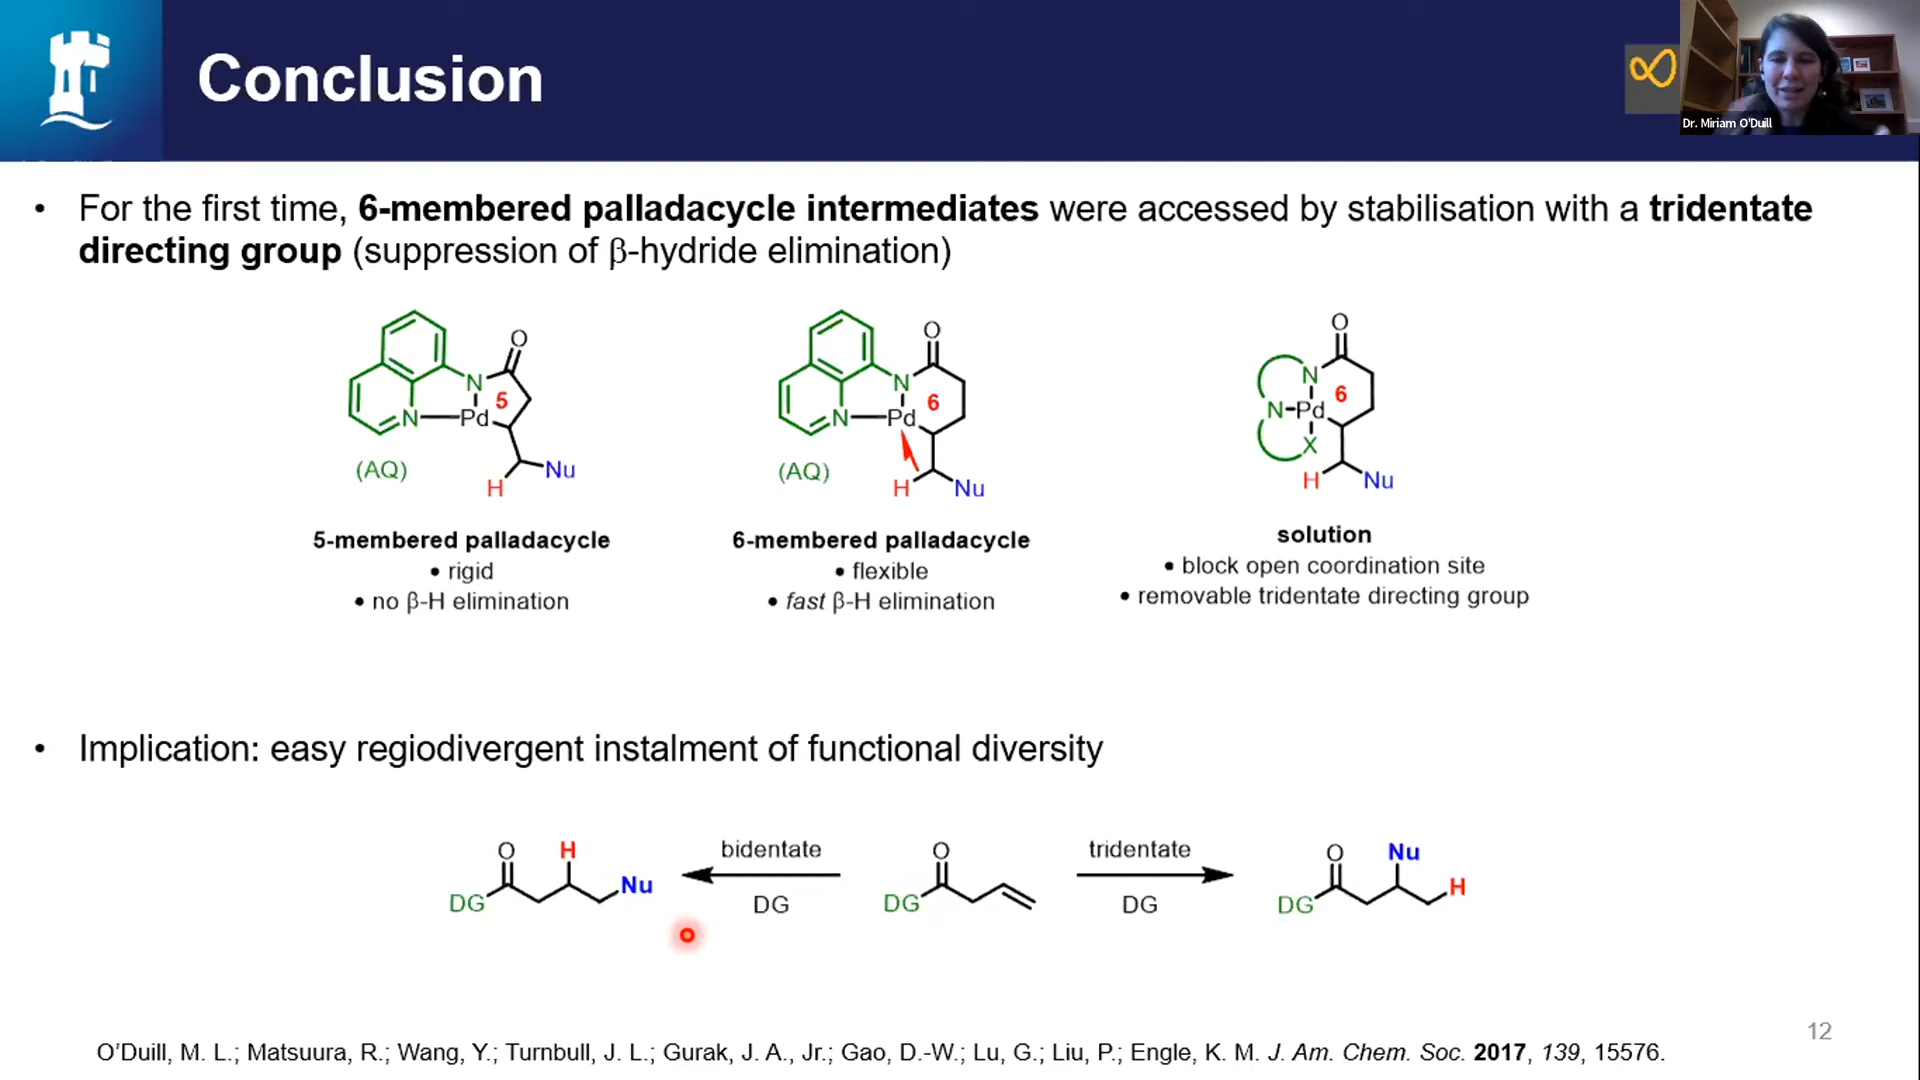 Conclusion
Dr. Miriam O'Duill
• For the first time, 6-membered palladacycle intermediates were accessed by stabilisation with a tridentate
directing group (suppression of β-hydride elimination)
O
N
5
N
Pd
(AQ)
H
Nu
5-membered palladacycle
• rigid
• no β-H elimination
O
N
6
N
Pd
(AQ)
H
Nu
6-membered palladacycle
• flexible
• fast β-H elimination
O
N
6
N
Pd
X
H
Nu
solution
• block open coordination site
• removable tridentate directing group
• Implication: easy regiodivergent instalment of functional diversity
O
H
DG
Nu
bidentate
DG
O
DG
tridentate
DG
O
Nu
DG
H
12
O'Duill, M. L.; Matsuura, R.; Wang, Y.; Turnbull, J. L.; Gurak, J. A., Jr.; Gao, D.-W.; Lu, G.; Liu, P.; Engle, K. M. J. Am. Chem. Soc. 2017, 139, 15576.